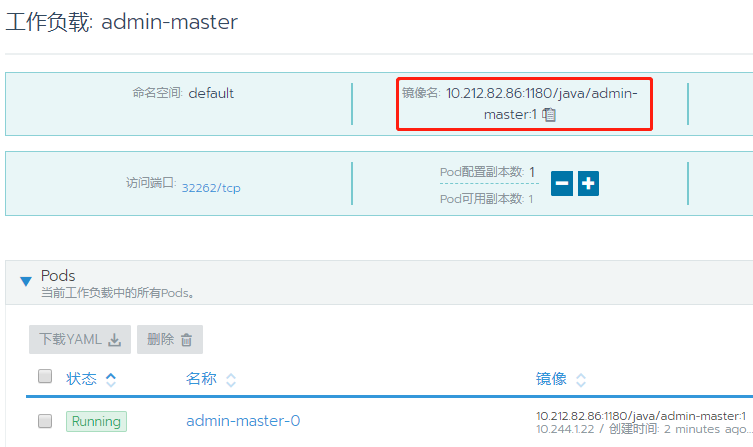 工作负载: admin-master
命名空间: default
镜像名: 10.212.82.86:1180/java/admin-
master:1
访问端口: 32262/tcp
Pod配置副本数: 1
Pod可用副本数: 1
Pods
当前工作负载中的所有Pods。
下载YAML
删除
状态 名称 镜像
Running admin-master-0 10.212.82.86:1180/java/admin-master:1
10.244.1.22 / 创建时间: 2 minutes ago...